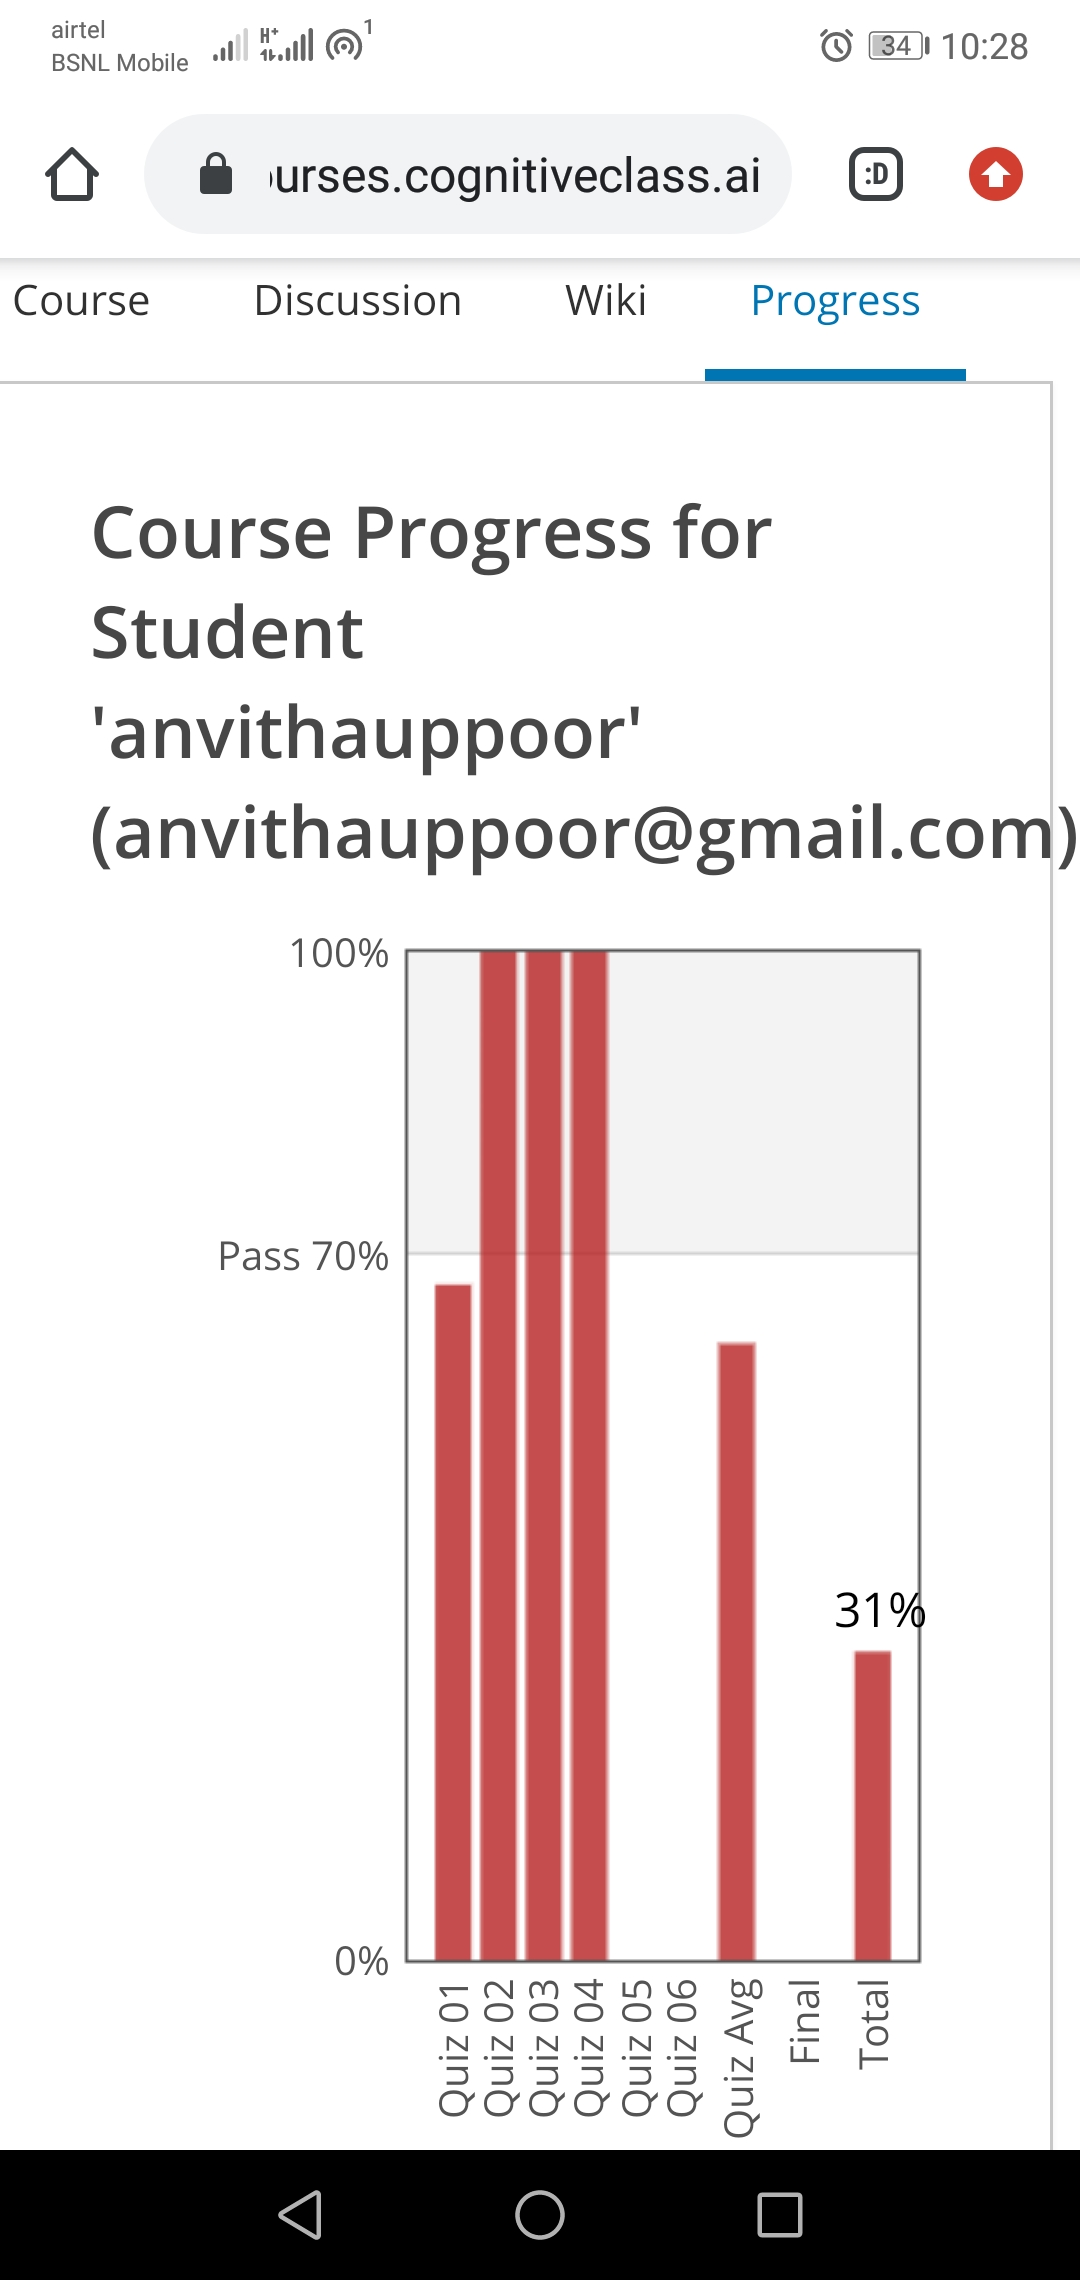 airtel
BSNL Mobile
H+
1
34
10:28
urses.cognitiveclass.ai
:D
Course Discussion Wiki Progress
Course Progress for
Student
'anvithauppoor'
(anvithauppoor@gmail.com)
100%
Pass 70%
31%
0%
Quiz 01
Quiz 02
Quiz 03
Quiz 04
Quiz 05
Quiz 06
Quiz Avg
Final
Total